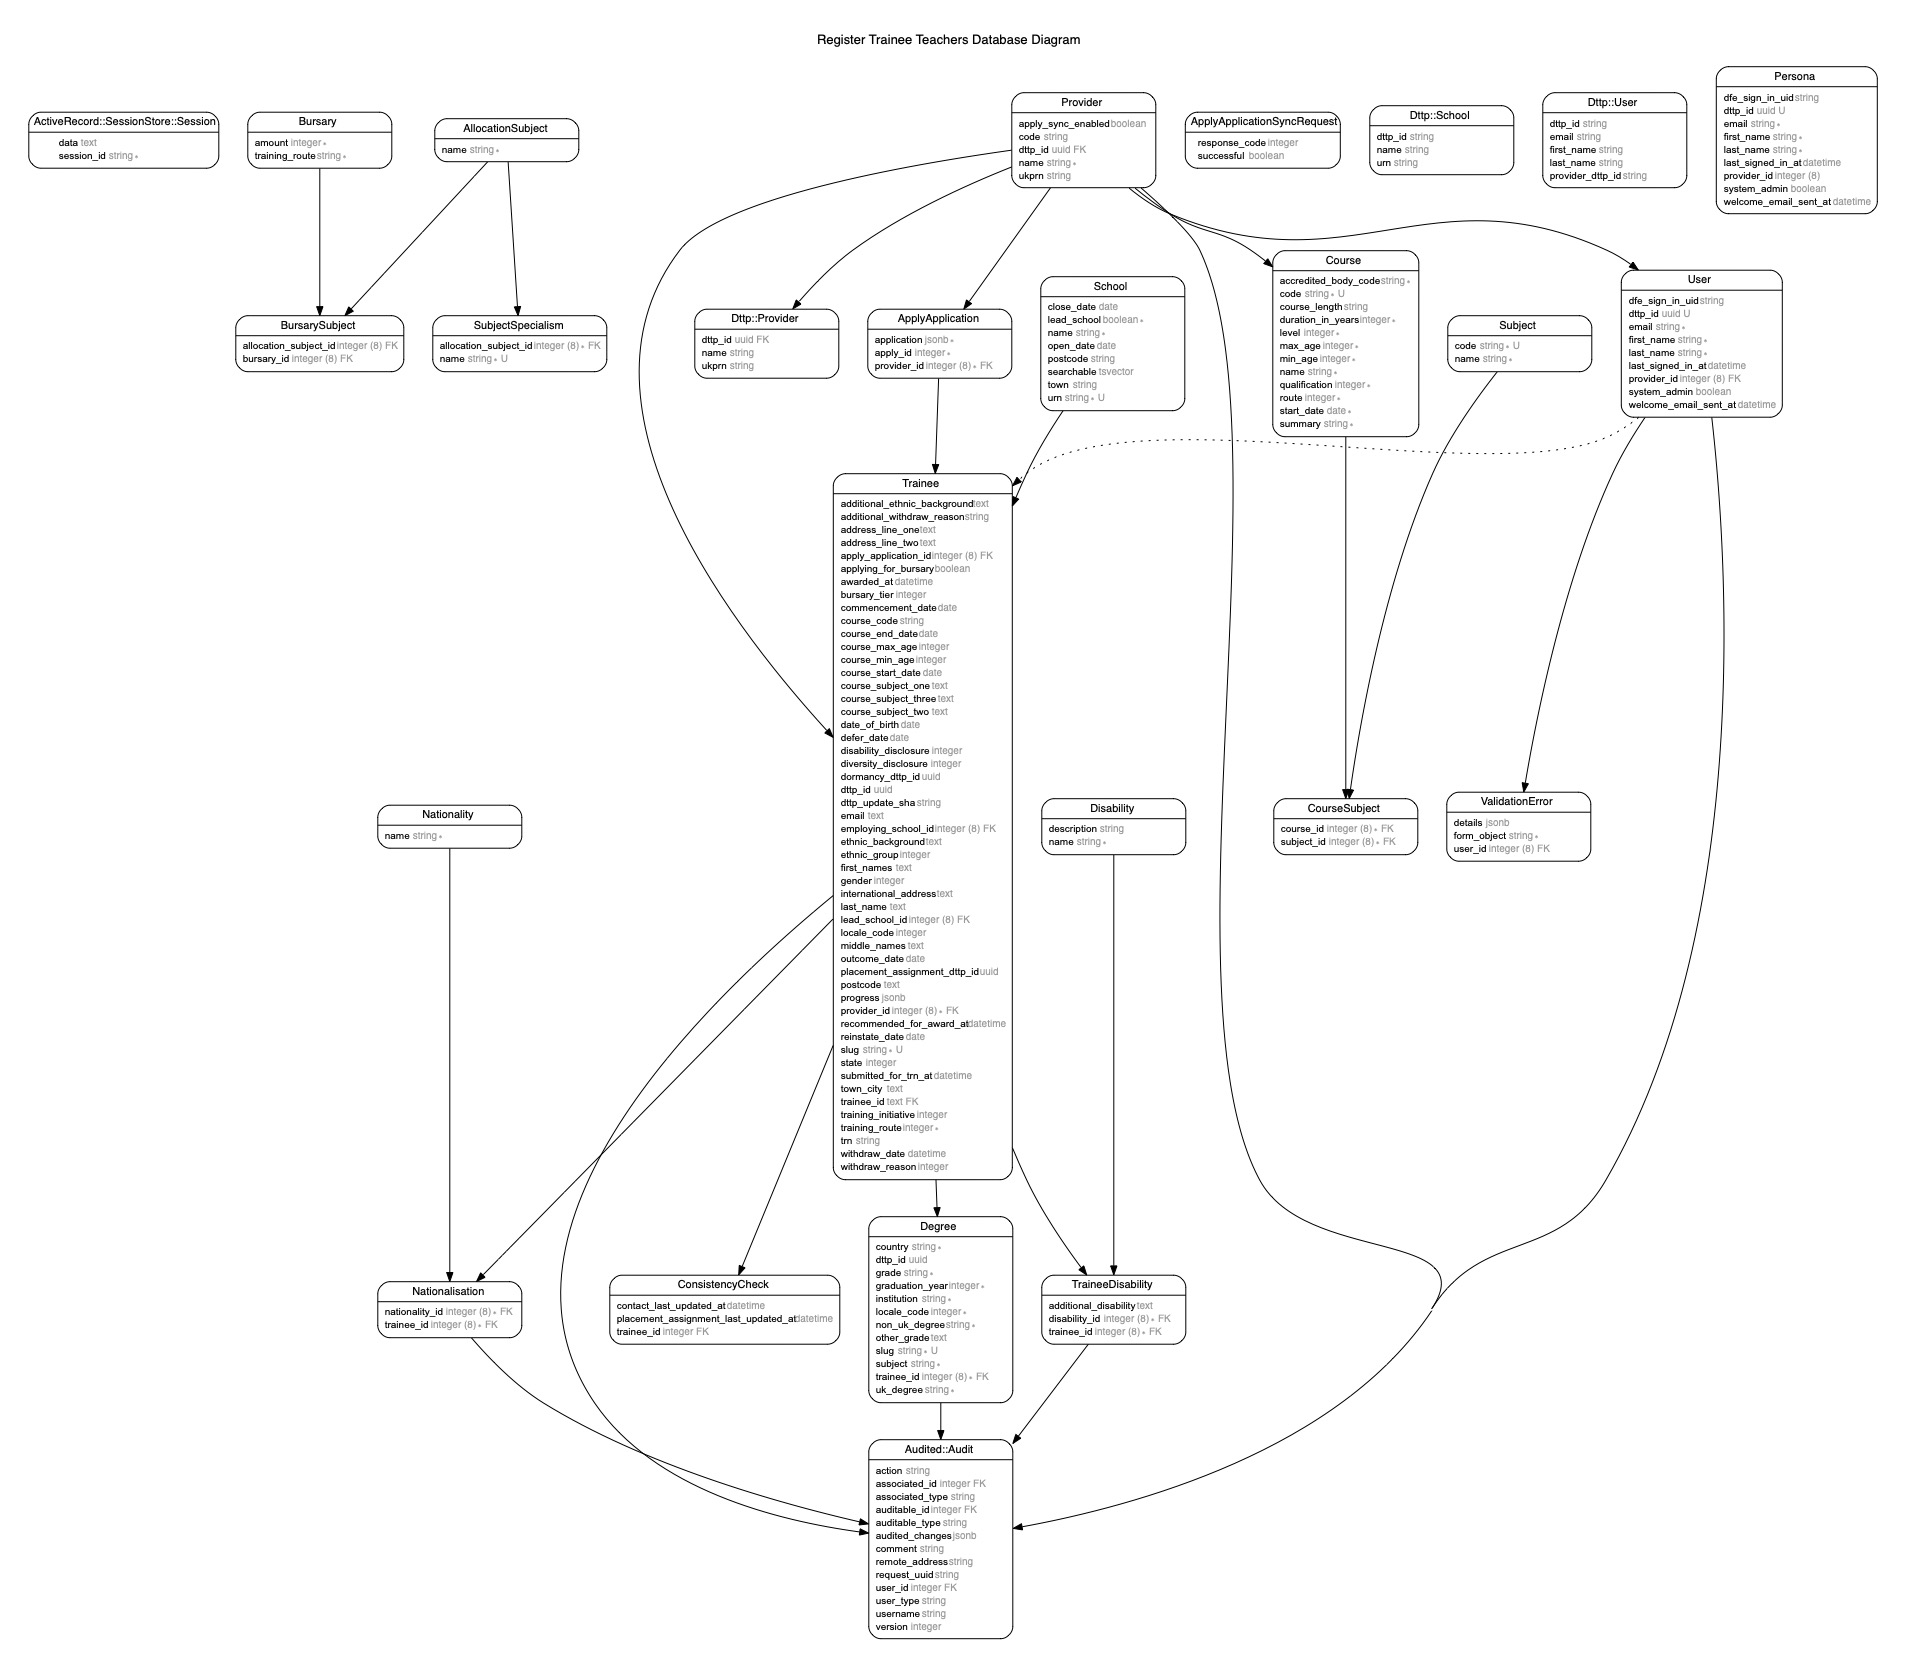 Register Trainee Teachers Database Diagram
ActiveRecord::SessionStore::Session
data text
session_id string *
Bursary
amount integer *
training_route string *
AllocationSubject
name string *
Provider
apply_sync_enabled boolean
code string
dttp_id uuid FK
name string *
ukprn string
ApplyApplicationSyncRequest
response_code integer
successful boolean
Dttp::School
dttp_id string
name string
urn string
Dttp::User
dttp_id string
email string
first_name string
last_name string
provider_dttp_id string
Persona
dfe_sign_in_uid string
dttp_id uuid U
email string *
first_name string *
last_name string *
last_signed_in_at datetime
provider_id integer (8)
system_admin boolean
welcome_email_sent_at datetime
BursarySubject
allocation_subject_id integer (8) FK
bursary_id integer (8) FK
SubjectSpecialism
allocation_subject_id integer (8) * FK
name string * U
Dttp::Provider
dttp_id uuid FK
name string
ukprn string
ApplyApplication
application jsonb *
apply_id integer *
provider_id integer (8) * FK
School
close_date date
lead_school boolean *
name string *
open_date date
postcode string
searchable tsvector
town string
urn string * U
Course
accredited_body_code string *
code string * U
course_length string
duration_in_years integer *
level integer *
max_age integer *
min_age integer *
name string *
qualification integer *
route integer *
start_date date *
summary string *
Subject
code string * U
name string *
User
dfe_sign_in_uid string
dttp_id uuid U
email string *
first_name string *
last_name string *
last_signed_in_at datetime
provider_id integer (8) FK
system_admin boolean
welcome_email_sent_at datetime
Trainee
additional_ethnic_background text
additional_withdraw_reason string
address_line_one text
address_line_two text
apply_application_id integer (8) FK
applying_for_bursary boolean
awarded_at datetime
bursary_tier integer
commencement_date date
course_code string
course_end_date date
course_max_age integer
course_min_age integer
course_start_date date
course_subject_one text
course_subject_three text
course_subject_two text
date_of_birth date
defer_date date
disability_disclosure integer
diversity_disclosure integer
dormancy_dttp_id uuid
dttp_id uuid
dttp_update_sha string
email text
employing_school_id integer (8) FK
ethnic_background text
ethnic_group integer
first_names text
gender integer
international_address text
last_name text
lead_school_id integer (8) FK
locale_code integer
middle_names text
outcome_date date
placement_assignment_dttp_id uuid
postcode text
progress jsonb
provider_id integer (8) * FK
recommended_for_award_at datetime
reinstate_date date
slug string * U
state integer
submitted_for_trn_at datetime
town_city text
trainee_id text FK
training_initiative integer
training_route integer *
trn string
withdraw_date datetime
withdraw_reason integer
Nationality
name string *
Disability
description string
name string *
CourseSubject
course_id integer (8) * FK
subject_id integer (8) * FK
ValidationError
details jsonb
form_object string *
user_id integer (8) FK
Nationalisation
nationality_id integer (8) * FK
trainee_id integer (8) * FK
ConsistencyCheck
contact_last_updated_at datetime
placement_assignment_last_updated_at datetime
trainee_id integer FK
Degree
country string *
dttp_id uuid
grade string *
graduation_year integer *
institution string *
locale_code integer *
non_uk_degree string *
other_grade text
slug string * U
subject string *
trainee_id integer (8) * FK
uk_degree string *
TraineeDisability
additional_disability text
disability_id integer (8) * FK
trainee_id integer (8) * FK
Audited::Audit
action string
associated_id integer FK
associated_type string
auditable_id integer FK
auditable_type string
audited_changes jsonb
comment string
remote_address string
request_uuid string
user_id integer FK
user_type string
username string
version integer